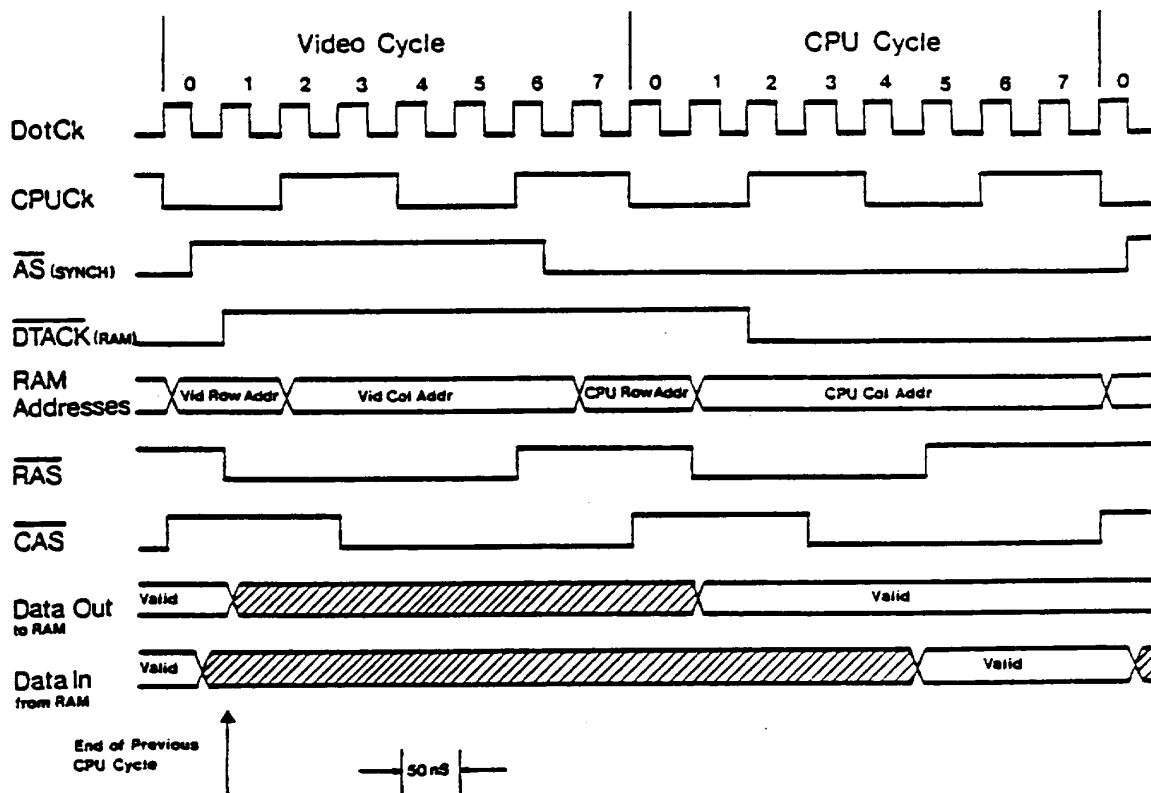 Video Cycle CPU Cycle
0 1 2 3 4 5 6 7 0 1 2 3 4 5 6 7 0
DotCk
CPUCk
AS (SYNCH)
DTACK (RAM)
RAM
Addresses
Vid Row Addr Vid Col Addr CPU Row Addr CPU Col Addr
RAS
CAS
Data Out
to RAM
Valid Valid
Data In
from RAM
Valid Valid
End of Previous
CPU Cycle
50 nS